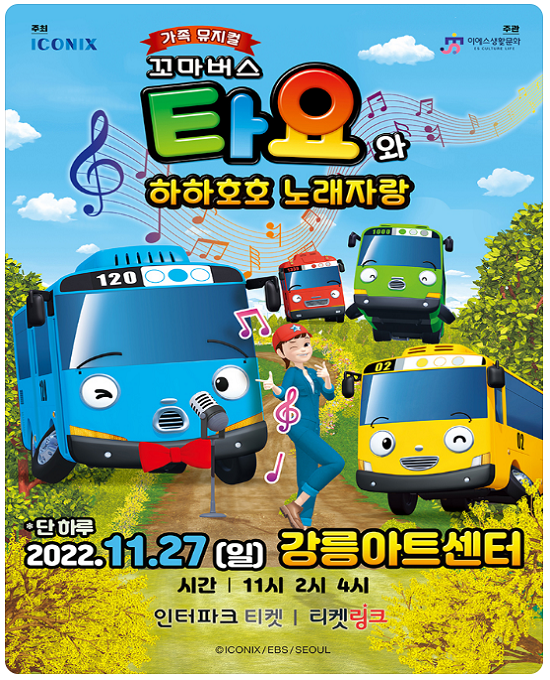 주최
ICONIX
주관
이에스생활문화
ES CULTURE LIFE
가족 뮤지컬
꼬마버스
타요와
하하호호 노래자랑
120
1000
02
02
*단 하루
2022.11.27(일) 강릉아트센터
시간 | 11시 2시 4시
인터파크 티켓 | 티켓링크
©ICONIX/EBS/SEOUL